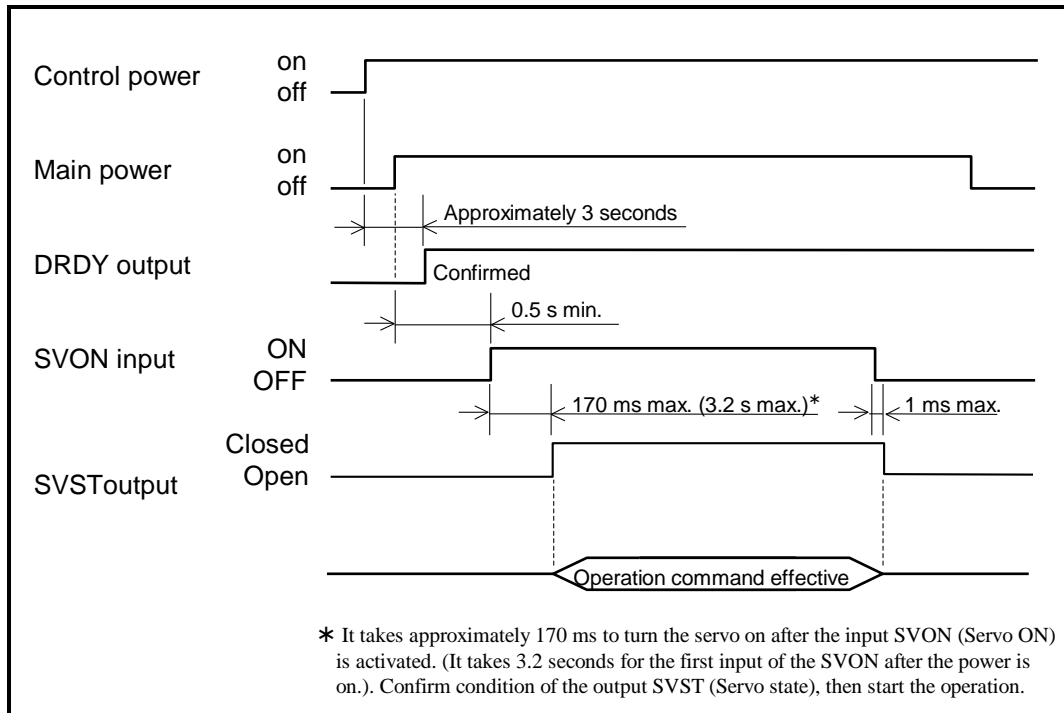 Control power
on
off
Main power
on
off
Approximately 3 seconds
DRDY output
Confirmed
0.5 s min.
SVON input
ON
OFF
170 ms max. (3.2 s max.)*
1 ms max.
Closed
Open
SVSToutput
Operation command effective
* It takes approximately 170 ms to turn the servo on after the input SVON (Servo ON)
is activated. (It takes 3.2 seconds for the first input of the SVON after the power is
on.). Confirm condition of the output SVST (Servo state), then start the operation.